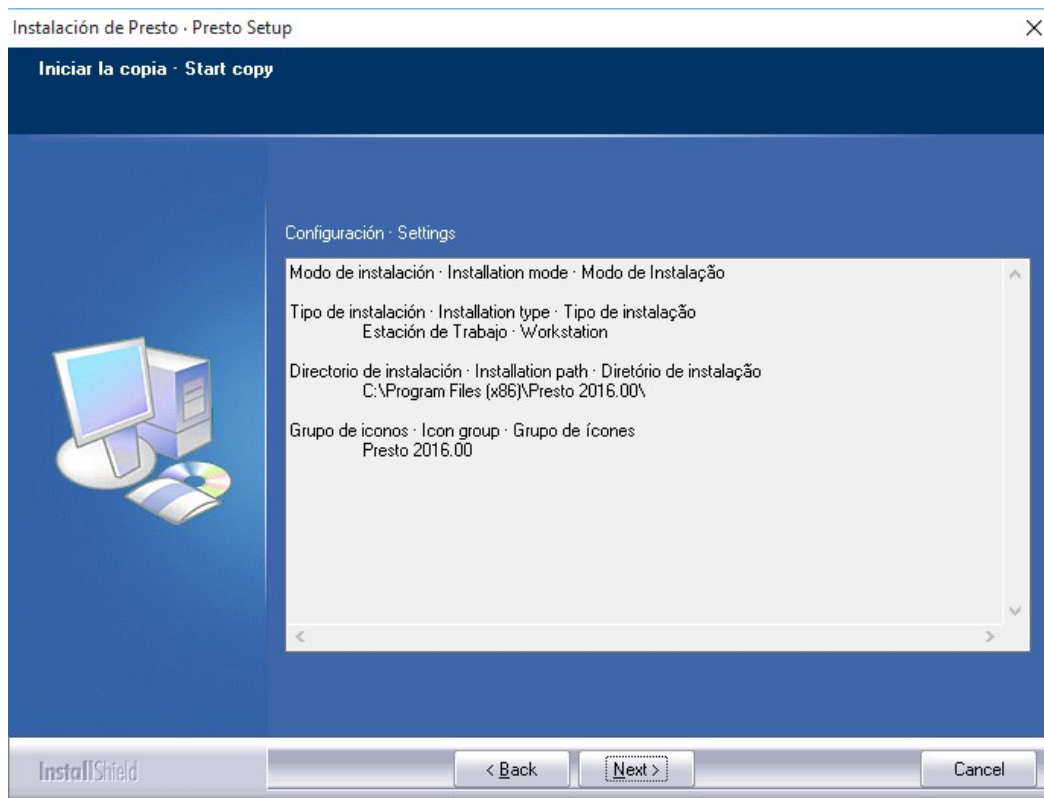 Instalación de Presto · Presto Setup
Iniciar la copia · Start copy
Configuración · Settings
Modo de instalación · Installation mode · Modo de Instalação
Tipo de instalación · Installation type · Tipo de instalação
Estación de Trabajo · Workstation
Directorio de instalación · Installation path · Diretório de instalação
C:\Program Files (x86)\Presto 2016.00\
Grupo de iconos · Icon group · Grupo de ícones
Presto 2016.00
InstallShield
< Back
Next >
Cancel